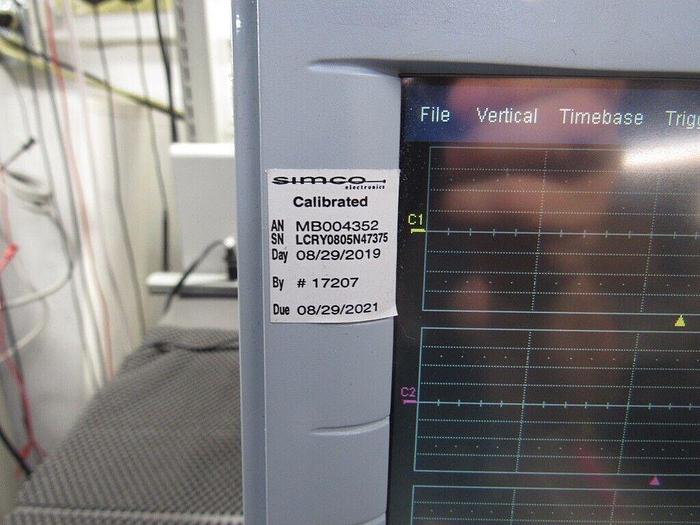 File Vertical Timebase Trigg
simco
electronics
Calibrated
AN MB004352
SN LCRY0805N47375
Day 08/29/2019
By # 17207
Due 08/29/2021
C1
C2